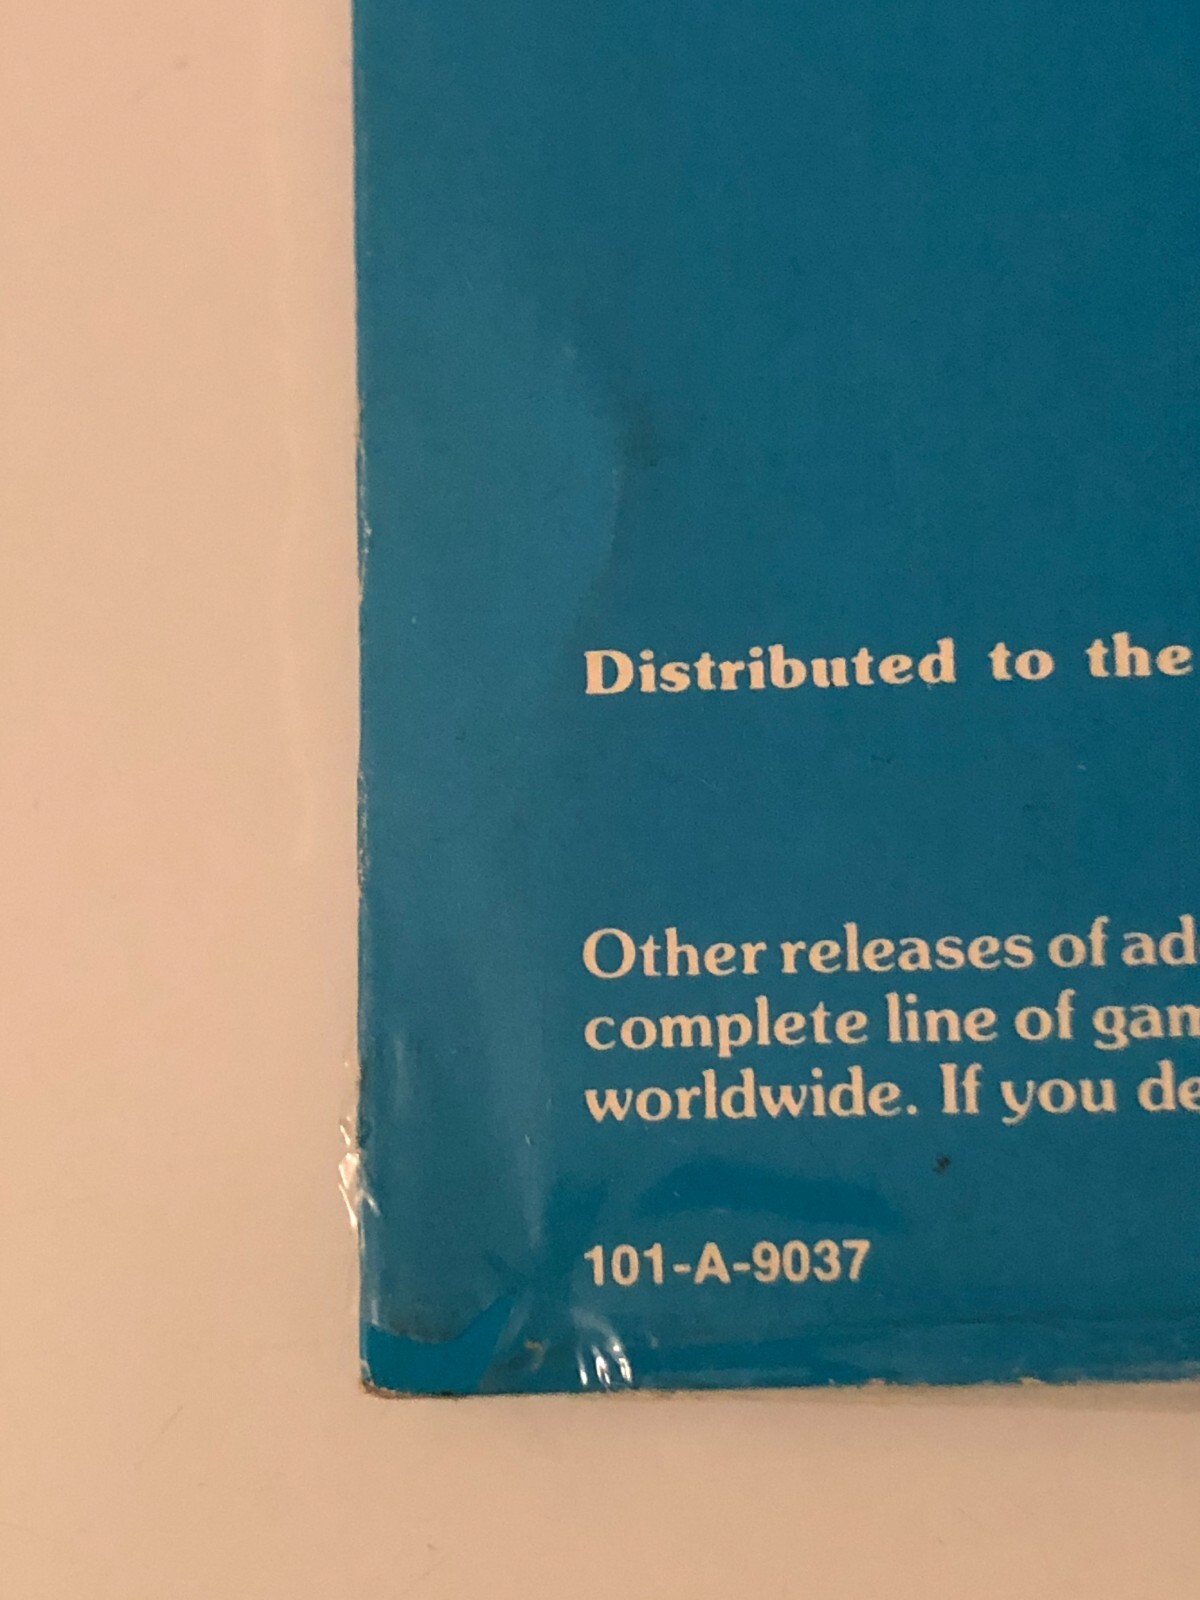 Distributed to the
Other releases of ad
complete line of gam
worldwide. If you de
101-A-9037